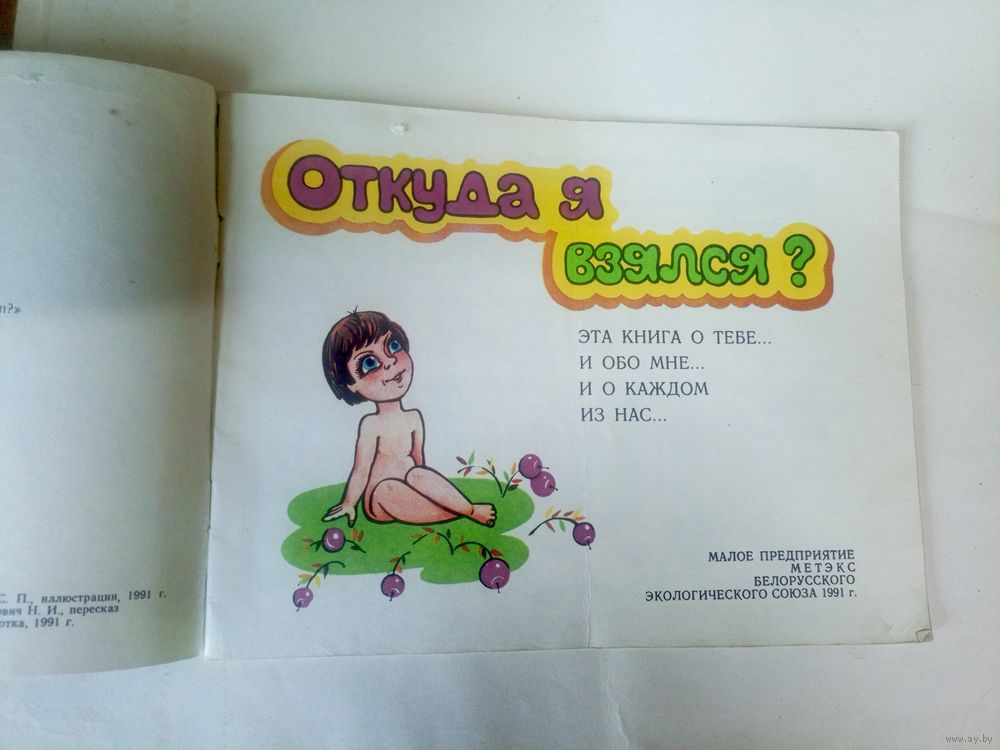 п?»
С. П., иллюстрации, 1991 г.
ович Н. И., пересказ
отка, 1991 г.
Откуда я
взялся?
ЭТА КНИГА О ТЕБЕ...
И ОБО МНЕ...
И О КАЖДОМ
ИЗ НАС...
МАЛОЕ ПРЕДПРИЯТИЕ
МЕТЭКС
БЕЛОРУССКОГО
ЭКОЛОГИЧЕСКОГО СОЮЗА 1991 г.
www.ay.by